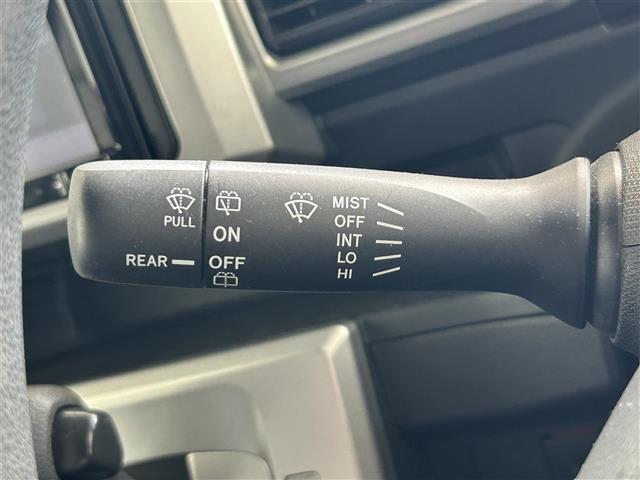 PULL
REAR
ON
OFF
MIST
OFF
INT
LO
HI